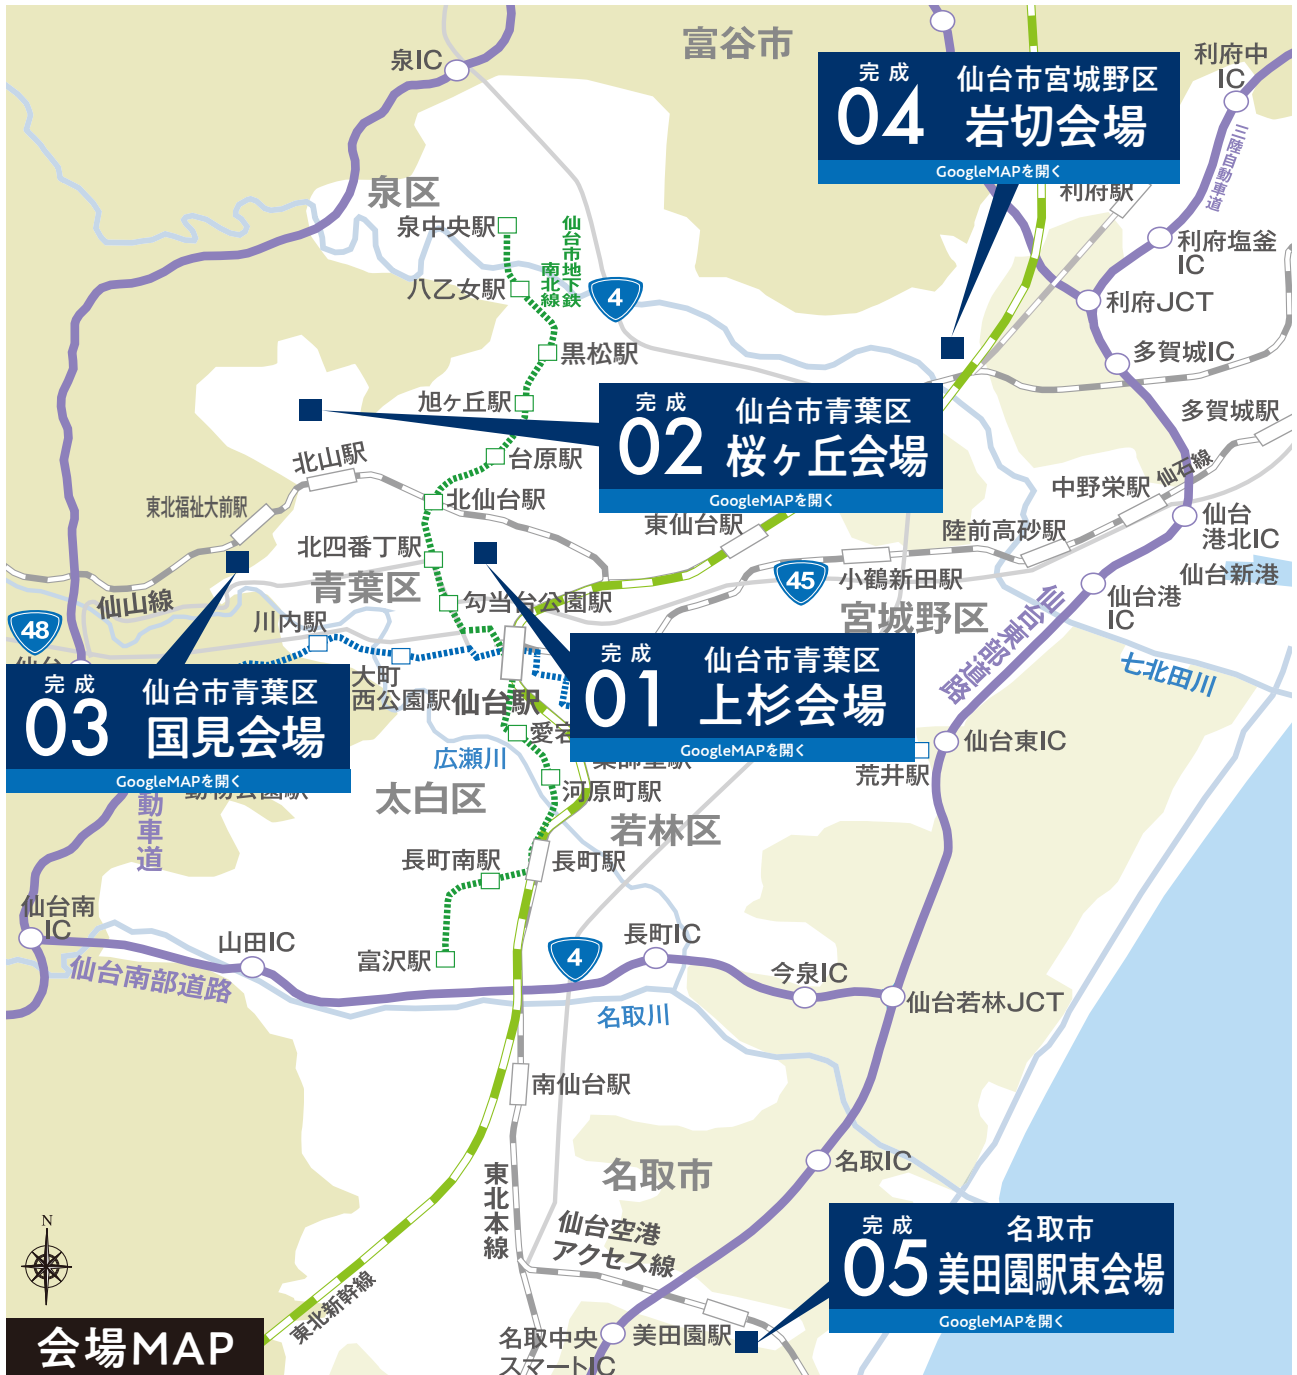 富谷市
泉IC
利府中
IC
完成
04
仙台市宮城野区
岩切会場
GoogleMAPを開く
三陸自動車道
泉区
利府駅
泉中央駅
仙台市地下鉄
南北線
利府塩釜
IC
八乙女駅
4
利府JCT
黒松駅
多賀城IC
旭ヶ丘駅
完成
02
仙台市青葉区
桜ヶ丘会場
GoogleMAPを開く
多賀城駅
台原駅
北山駅
仙石線
中野栄駅
東北福祉大前駅
北仙台駅
東仙台駅
陸前高砂駅
仙台
港北IC
北四番丁駅
青葉区
45
小鶴新田駅
仙台新港
仙山線
勾当台公園駅
宮城野区
仙台港
IC
仙台東部道路
48
川内駅
仙台
七北田川
大町
西公園駅
仙台駅
完成
03
仙台市青葉区
国見会場
GoogleMAPを開く
完成
01
仙台市青葉区
上杉会場
GoogleMAPを開く
愛宕
広瀬川
仙台東IC
荒井駅
太白区
河原町駅
動車道
若林区
長町南駅
長町駅
仙台南
IC
山田IC
富沢駅
4
長町IC
今泉IC
仙台南部道路
名取川
仙台若林JCT
南仙台駅
名取市
名取IC
東北本線
仙台空港
アクセス線
完成
05
名取市
美田園駅東会場
GoogleMAPを開く
N
東北新幹線
名取中央
スマートIC
美田園駅
会場MAP